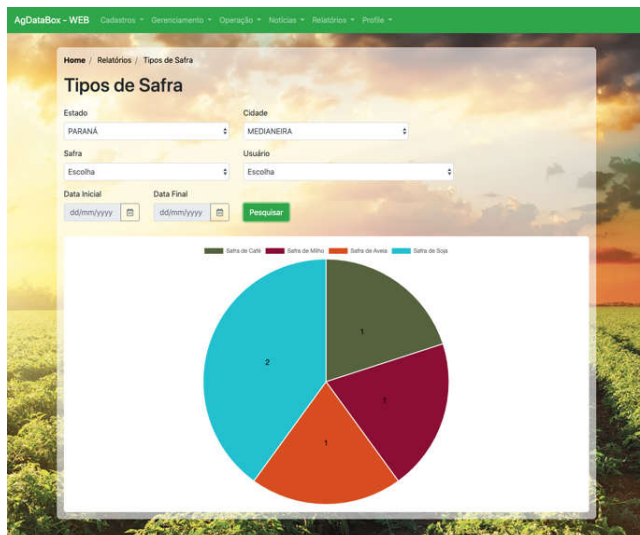 AgDataBox - WEB Cadastros Gerenciamento Operação Notícias Relatórios Profile
Home / Relatórios / Tipos de Safra
Tipos de Safra
Estado Cidade
PARANÁ MEDIANEIRA
Safra Usuário
Escolha Escolha
Data Inicial Data Final
dd/mm/yyyy dd/mm/yyyy Pesquisar
Safra de Café Safra de Milho Safra de Aveia Safra de Soja
1
2
1
1